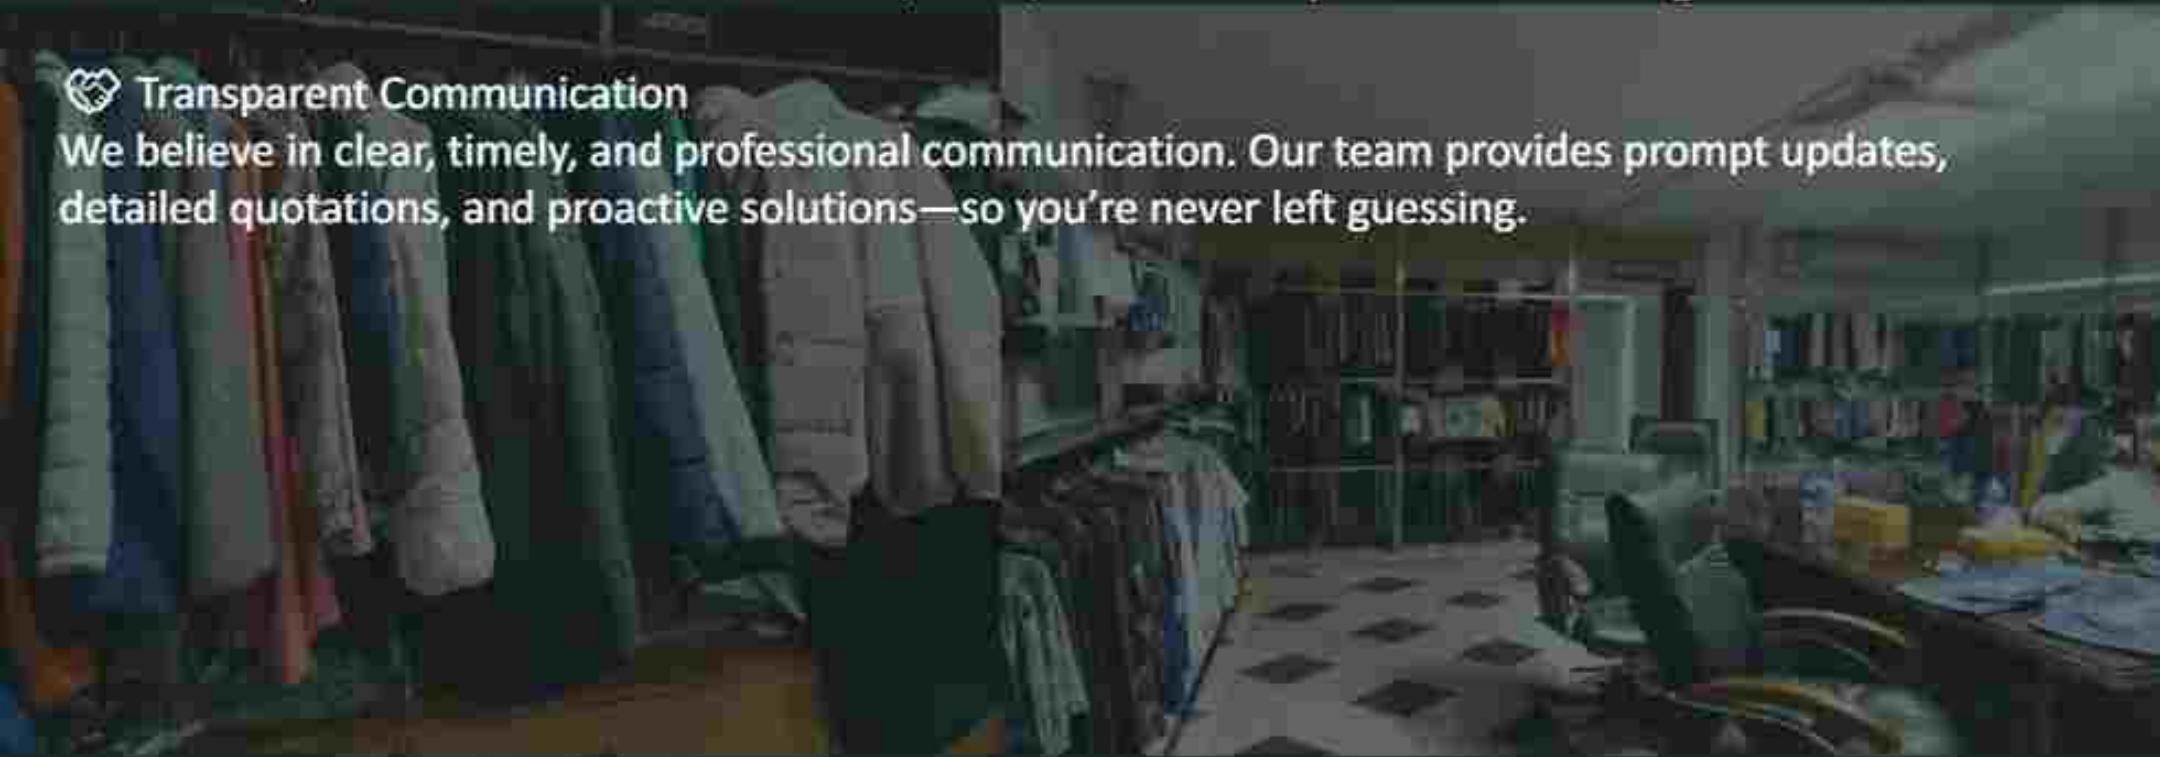 Transparent Communication
We believe in clear, timely, and professional communication. Our team provides prompt updates,
detailed quotations, and proactive solutions—so you’re never left guessing.